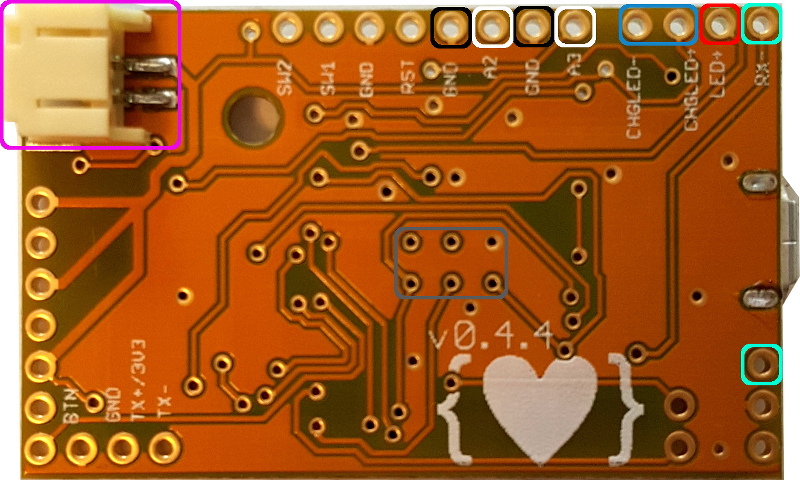 SW2
SW1
GND
RST
GND
A2
GND
A3
CHGLED-
CHGLED+
LED+
RX-
v0.4.4
{ }
BTN
GND
TX+/3V3
TX-